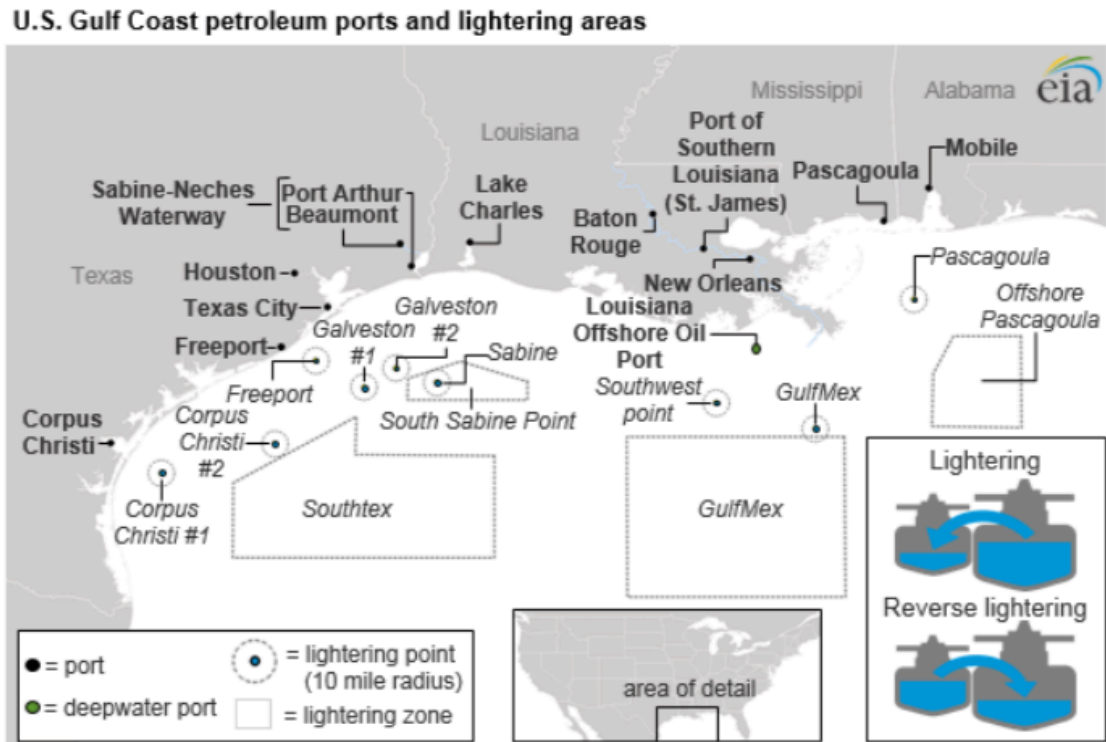 U.S. Gulf Coast petroleum ports and lightering areas
eia
Mississippi
Alabama
Louisiana
Texas
Port of
Southern
Louisiana
(St. James)
Pascagoula
Mobile
Sabine-Neches
Waterway
Port Arthur
Beaumont
Lake
Charles
Baton
Rouge
New Orleans
Houston
Texas City
Freeport
Corpus
Christi
Louisiana
Offshore Oil
Port
Pascagoula
Offshore
Pascagoula
Galveston
#1
Galveston
#2
Sabine
Freeport
South Sabine Point
Southwest
point
GulfMex
Corpus
Christi
#2
Corpus
Christi #1
Southtex
GulfMex
Lightering
Reverse lightering
= port
= deepwater port
= lightering point
(10 mile radius)
= lightering zone
area of detail